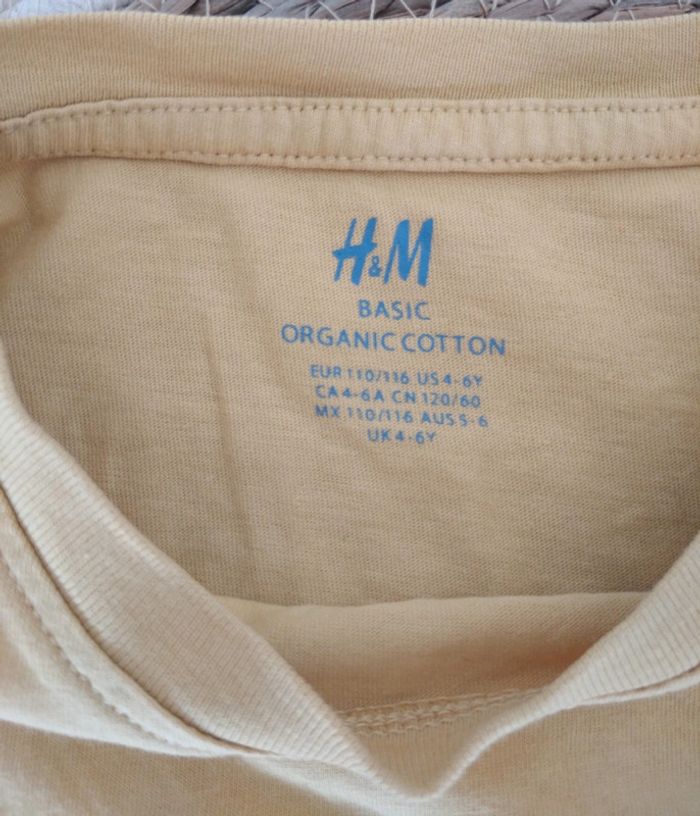 H&M
BASIC
ORGANIC COTTON
EUR 110/116 US 4-6Y
CA 4-6A CN 120/60
MX 110/116 AUS 5-6
UK 4-6Y